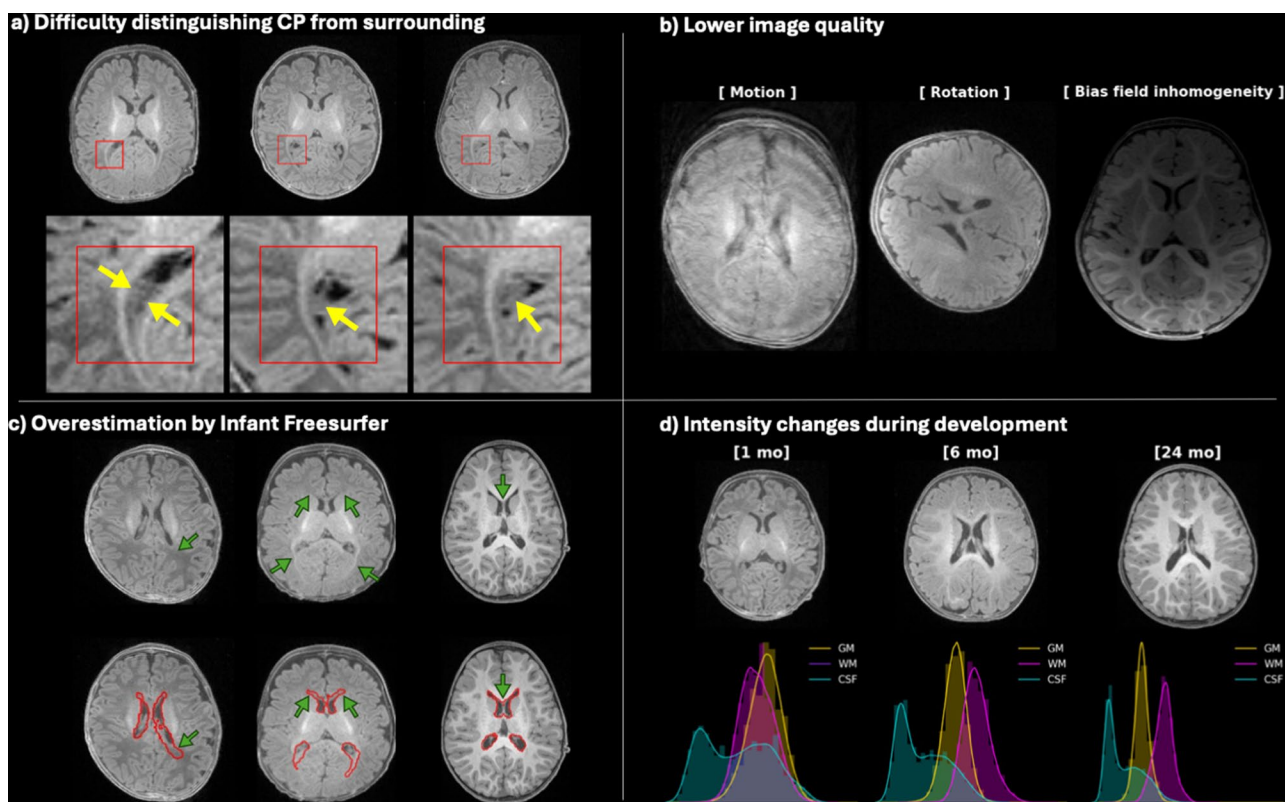 a) Difficulty distinguishing CP from surrounding
b) Lower image quality
[ Motion ]
[ Rotation ]
[ Bias field inhomogeneity ]
c) Overestimation by Infant Freesurfer
d) Intensity changes during development
[1 mo]
[6 mo]
[24 mo]
GM
WM
CSF
GM
WM
CSF
GM
WM
CSF